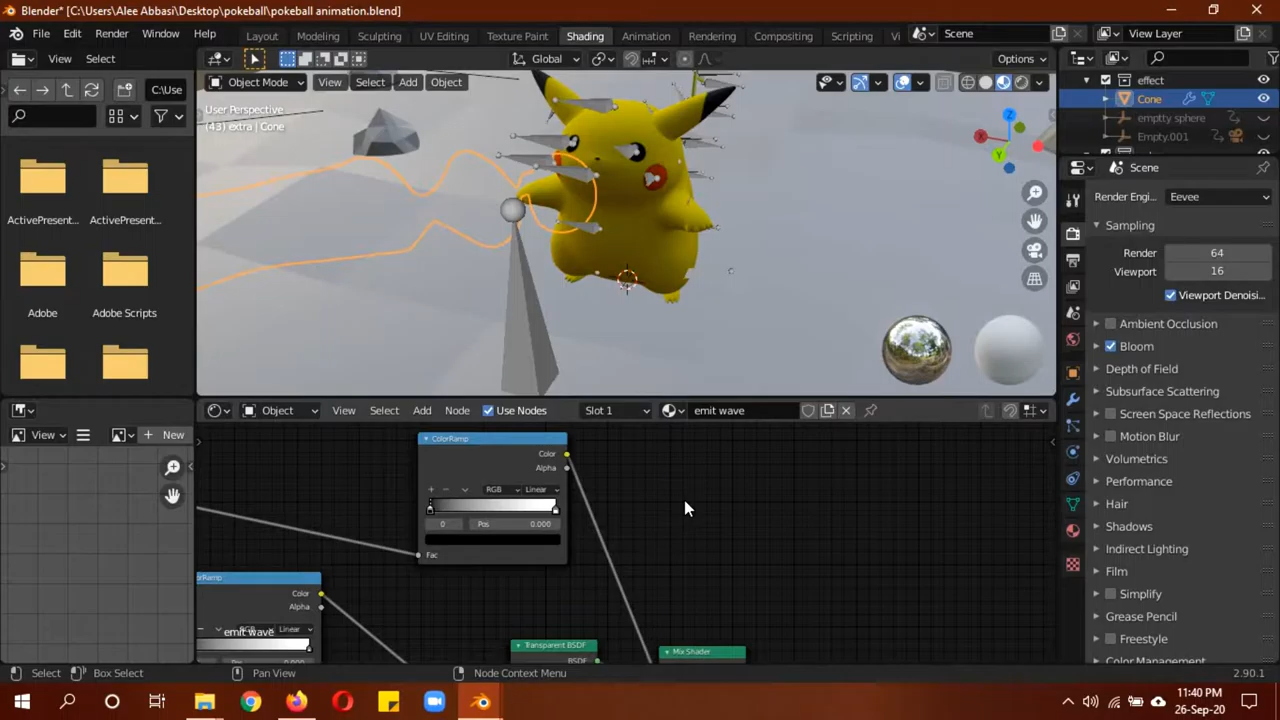 Blender* [C:\Users\Alee Abbasi\Desktop\pokeball\pokeball animation.blend]
File Edit Render Window Help Layout Modeling Sculpting UV Editing Texture Paint Shading Animation Rendering Compositing Scripting Vi Scene View Layer
View Select Global Options
C:\Use Object Mode View Select Add Object
User Perspective
(43) extra | Cone
effect
Cone
emptty sphere
Empty.001
Scene
Render Engi... Eevee
Sampling
Render 64
Viewport 16
Viewport Denoisi...
Ambient Occlusion
Bloom
Depth of Field
Subsurface Scattering
Screen Space Reflections
Motion Blur
Volumetrics
Performance
Hair
Shadows
Indirect Lighting
Film
Simplify
Grease Pencil
Freestyle
Color Management
X
Y
Z
ActivePresent... ActivePresent...
Adobe Adobe Scripts
View New
Object View Select Add Node Use Nodes Slot 1 emit wave
ColorRamp
Color
Alpha
RGB Linear
0 Pos 0.000
Fac
orRamp
Color
Alpha
RGB Linear
emit wave
Transparent BSDF
BSDF
Mix Shader
Select Box Select Pan View Node Context Menu 2.90.1
11:40 PM
26-Sep-20